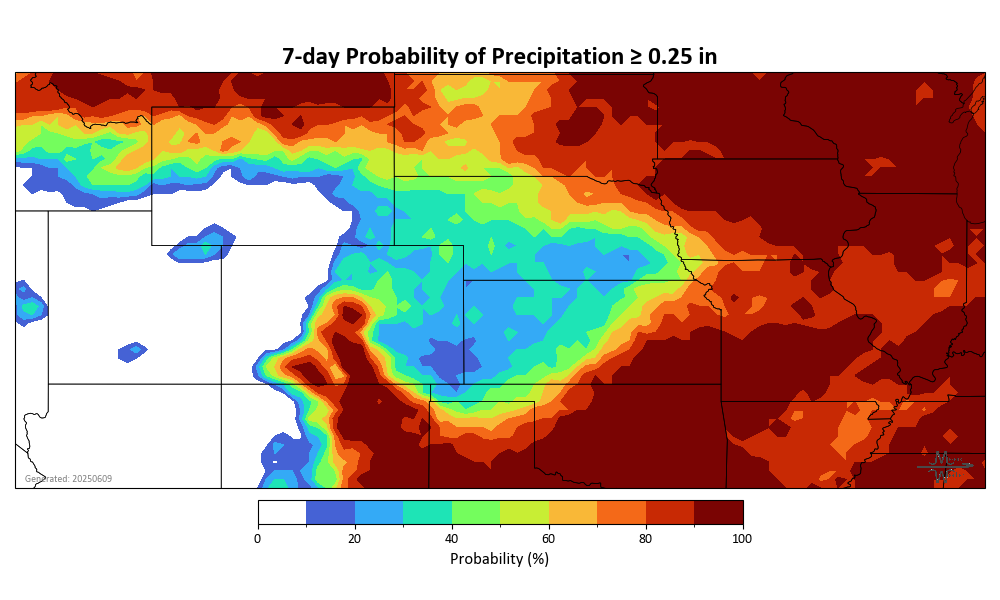 7-day Probability of Precipitation ≥ 0.25 in
Generated: 20250609
0 20 40 60 80 100
Probability (%)